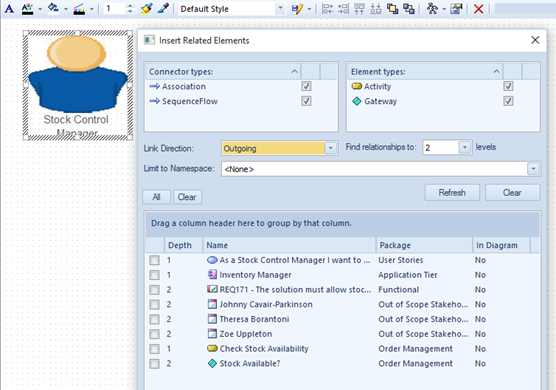 A
1
Default Style
Stock Control
Manager
Insert Related Elements
Connector types:
Association
SequenceFlow
Element types:
Activity
Gateway
Link Direction: Outgoing Find relationships to: 2 levels
Limit to Namespace: <None>
All Clear Refresh Clear
Drag a column header here to group by that column.
Depth Name Package In Diagram
1 As a Stock Control Manager I want to ... User Stories No
1 Inventory Manager Application Tier No
2 REQ171 - The solution must allow stoc... Functional No
2 Johnny Cavair-Parkinson Out of Scope Stakeho... No
2 Theresa Borantoni Out of Scope Stakeho... No
2 Zoe Uppleton Out of Scope Stakeho... No
1 Check Stock Availability Order Management No
2 Stock Available? Order Management No